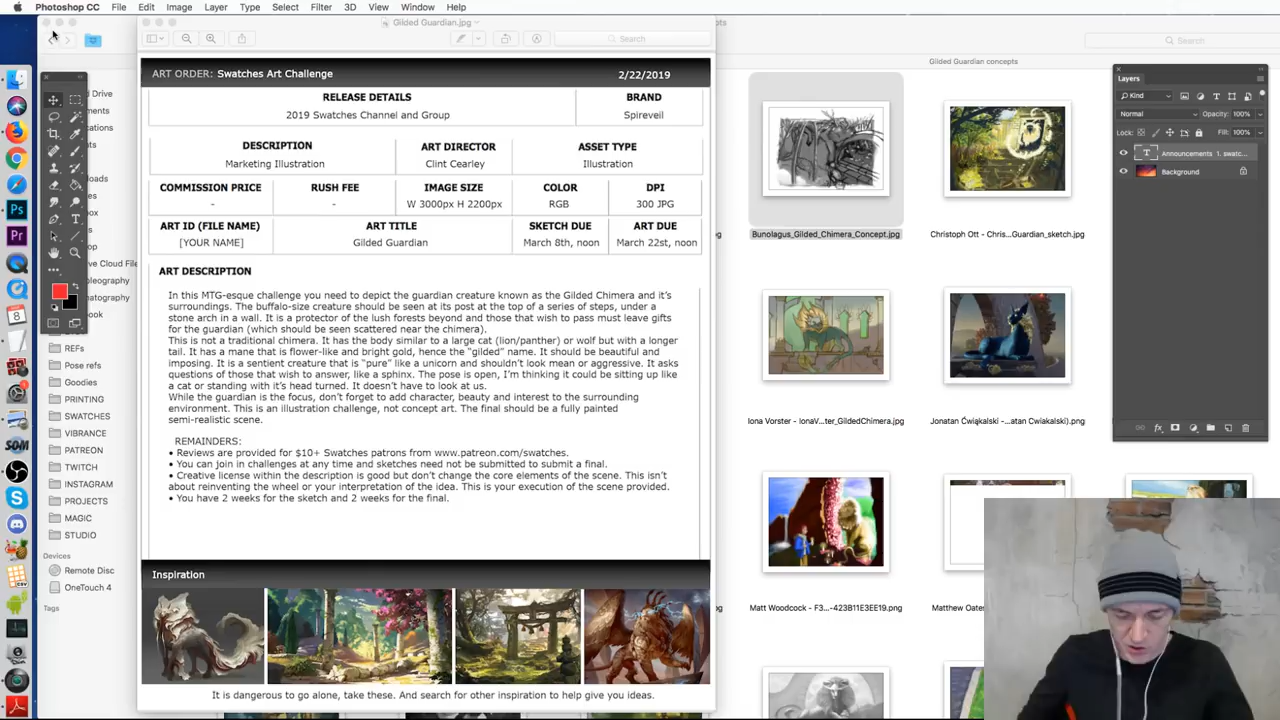 Photoshop CC File Edit Image Layer Type Select Filter 3D View Window Help
Gilded Guardian.jpg
Search
Search
Gilded Guardian concepts
ART ORDER: Swatches Art Challenge 2/22/2019
RELEASE DETAILS BRAND
2019 Swatches Channel and Group Spireveil
DESCRIPTION ART DIRECTOR ASSET TYPE
Marketing Illustration Clint Cearley Illustration
COMMISSION PRICE RUSH FEE IMAGE SIZE COLOR DPI
- - W 3000px H 2200px RGB 300 JPG
ART ID (FILE NAME) ART TITLE SKETCH DUE ART DUE
[YOUR NAME] Gilded Guardian March 8th, noon March 22st, noon
ART DESCRIPTION
In this MTG-esque challenge you need to depict the guardian creature known as the Gilded Chimera and it's
surroundings. The buffalo-size creature should be seen at its post at the top of a series of steps, under a
stone arch in a wall. It is a protector of the lush forests beyond and those that wish to pass must leave gifts
for the guardian (which should be seen scattered near the chimera).
This is not a traditional chimera. It has the body similar to a large cat (lion/panther) or wolf but with a longer
tail. It has a mane that is flower-like and bright gold, hence the "gilded" name. It should be beautiful and
imposing. It is a sentient creature that is "pure" like a unicorn and shouldn't look mean or aggressive. It asks
questions of those that wish to answer, like a sphinx. The pose is open, I'm thinking it could be sitting up like
a cat or standing with it's head turned. It doesn't have to look at us.
While the guardian is the focus, don't forget to add character, beauty and interest to the surrounding
environment. This is an illustration challenge, not concept art. The final should be a fully painted
semi-realistic scene.
REMAINDERS:
• Reviews are provided for $10+ Swatches patrons from www.patreon.com/swatches.
• You can join in challenges at any time and sketches need not be submitted to submit a final.
• Creative license within the description is good but don't change the core elements of the scene. This isn't
about reinventing the wheel or your interpretation of the idea. This is your execution of the scene provided.
• You have 2 weeks for the sketch and 2 weeks for the final.
Inspiration
It is dangerous to go alone, take these. And search for other inspiration to help give you ideas.
REFs
Pose refs
Goodies
PRINTING
SWATCHES
VIBRANCE
PATREON
TWITCH
INSTAGRAM
PROJECTS
MAGIC
STUDIO
Devices
Remote Disc
OneTouch 4
Tags
Bunolagus_Gilded_Chimera_Concept.jpg
Christoph Ott - Chris...Guardian_sketch.jpg
Iona Vorster - IonaV...ter_GildedChimera.jpg
Jonatan Ćwiąkalski -...atan Cwiakalski).png
Matt Woodcock - F3...-423B11E3EE19.png
Layers
Kind
Normal Opacity: 100%
Lock: Fill: 100%
Announcements 1. swatc...
Background